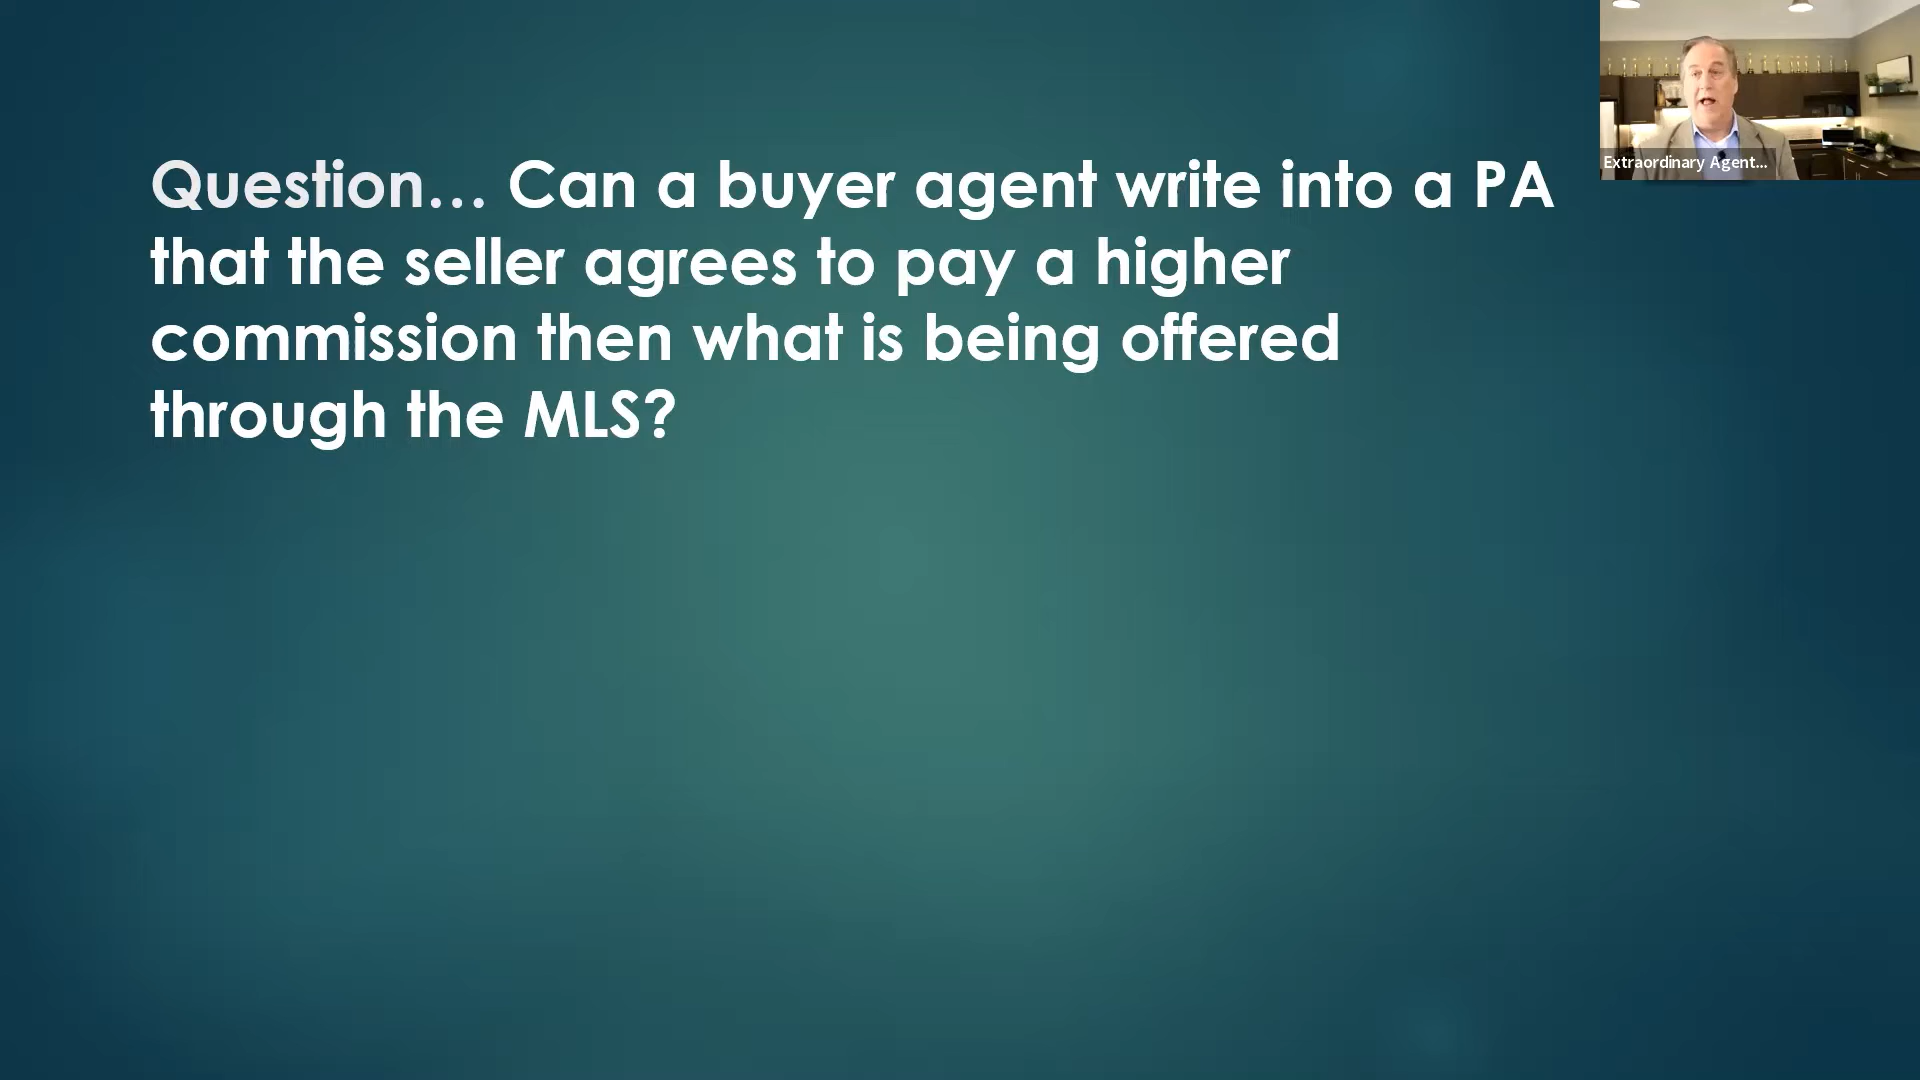 Question… Can a buyer agent write into a PA
that the seller agrees to pay a higher
commission then what is being offered
through the MLS?
Extraordinary Agent...